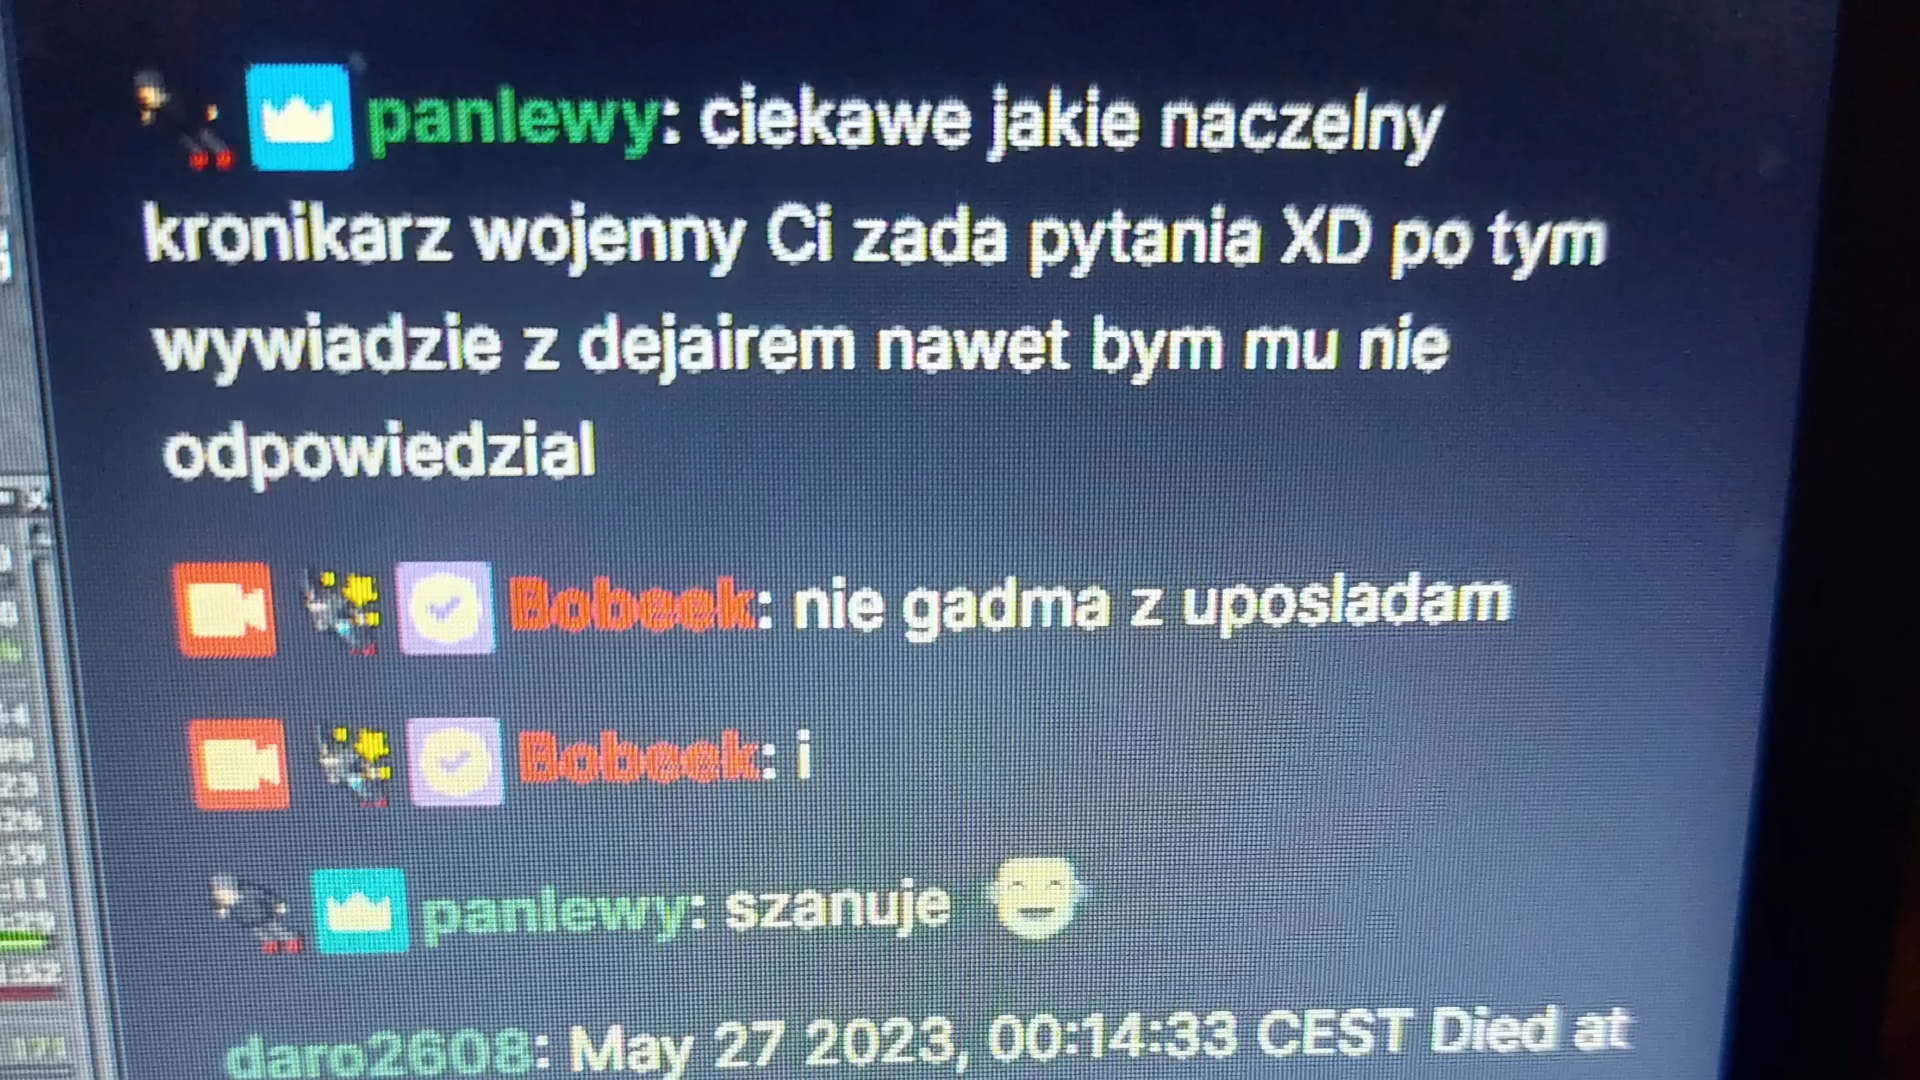 panlewy: ciekawe jakie naczelny
kronikarz wojenny Ci zada pytania XD po tym
wywiadzie z dejairem nawet bym mu nie
odpowiedzial
Bobeek: nie gadma z uposladam
Bobeek: i
panlewy: szanuje
daro2608: May 27 2023, 00:14:33 CEST Died at